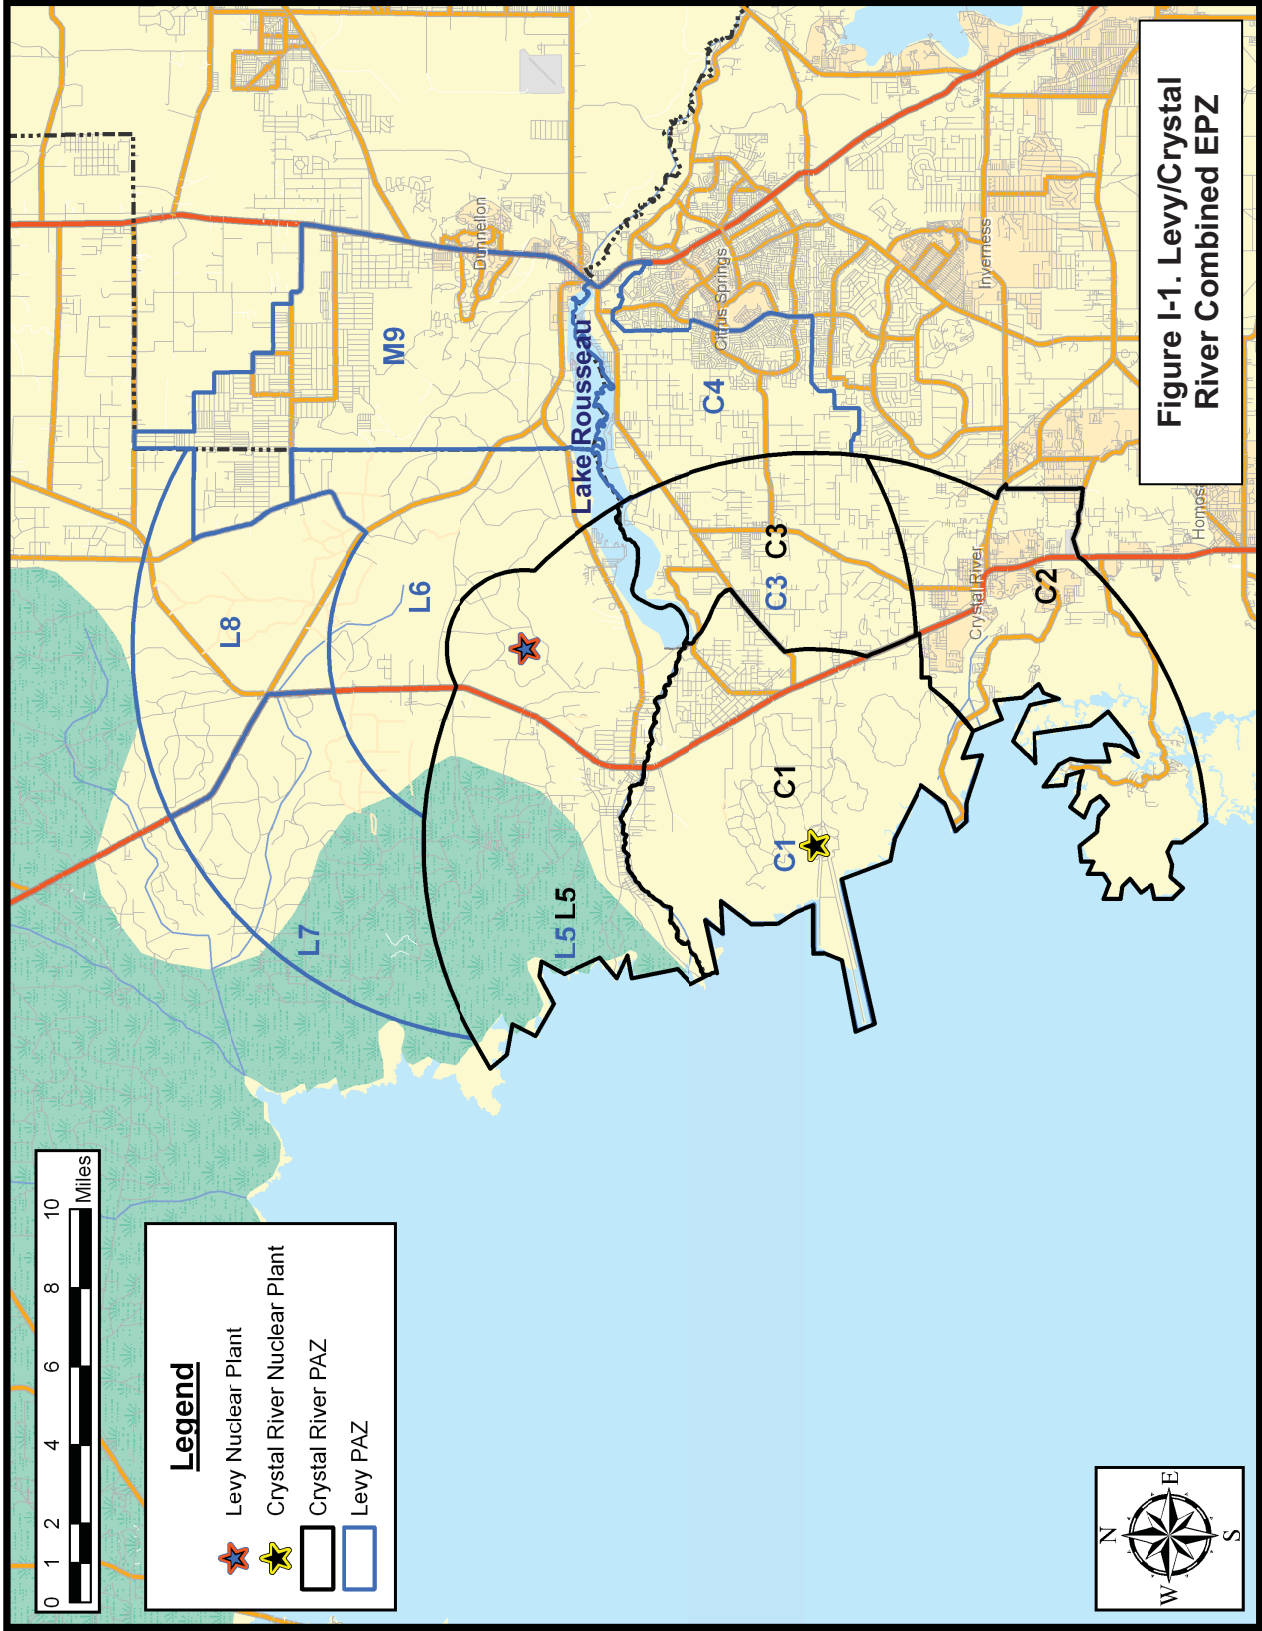 0 1 2 4 6 8 10
Miles
Legend
Levy Nuclear Plant
Crystal River Nuclear Plant
Crystal River PAZ
Levy PAZ
L8
L7
L6
M9
Dunnellon
Lake Rousseau
L5 L5
C4
Citrus Springs
C3 C3
C1
C1
Inverness
Crystal River
C2
Homosa
Figure I-1. Levy/Crystal
River Combined EPZ
N
W
E
S